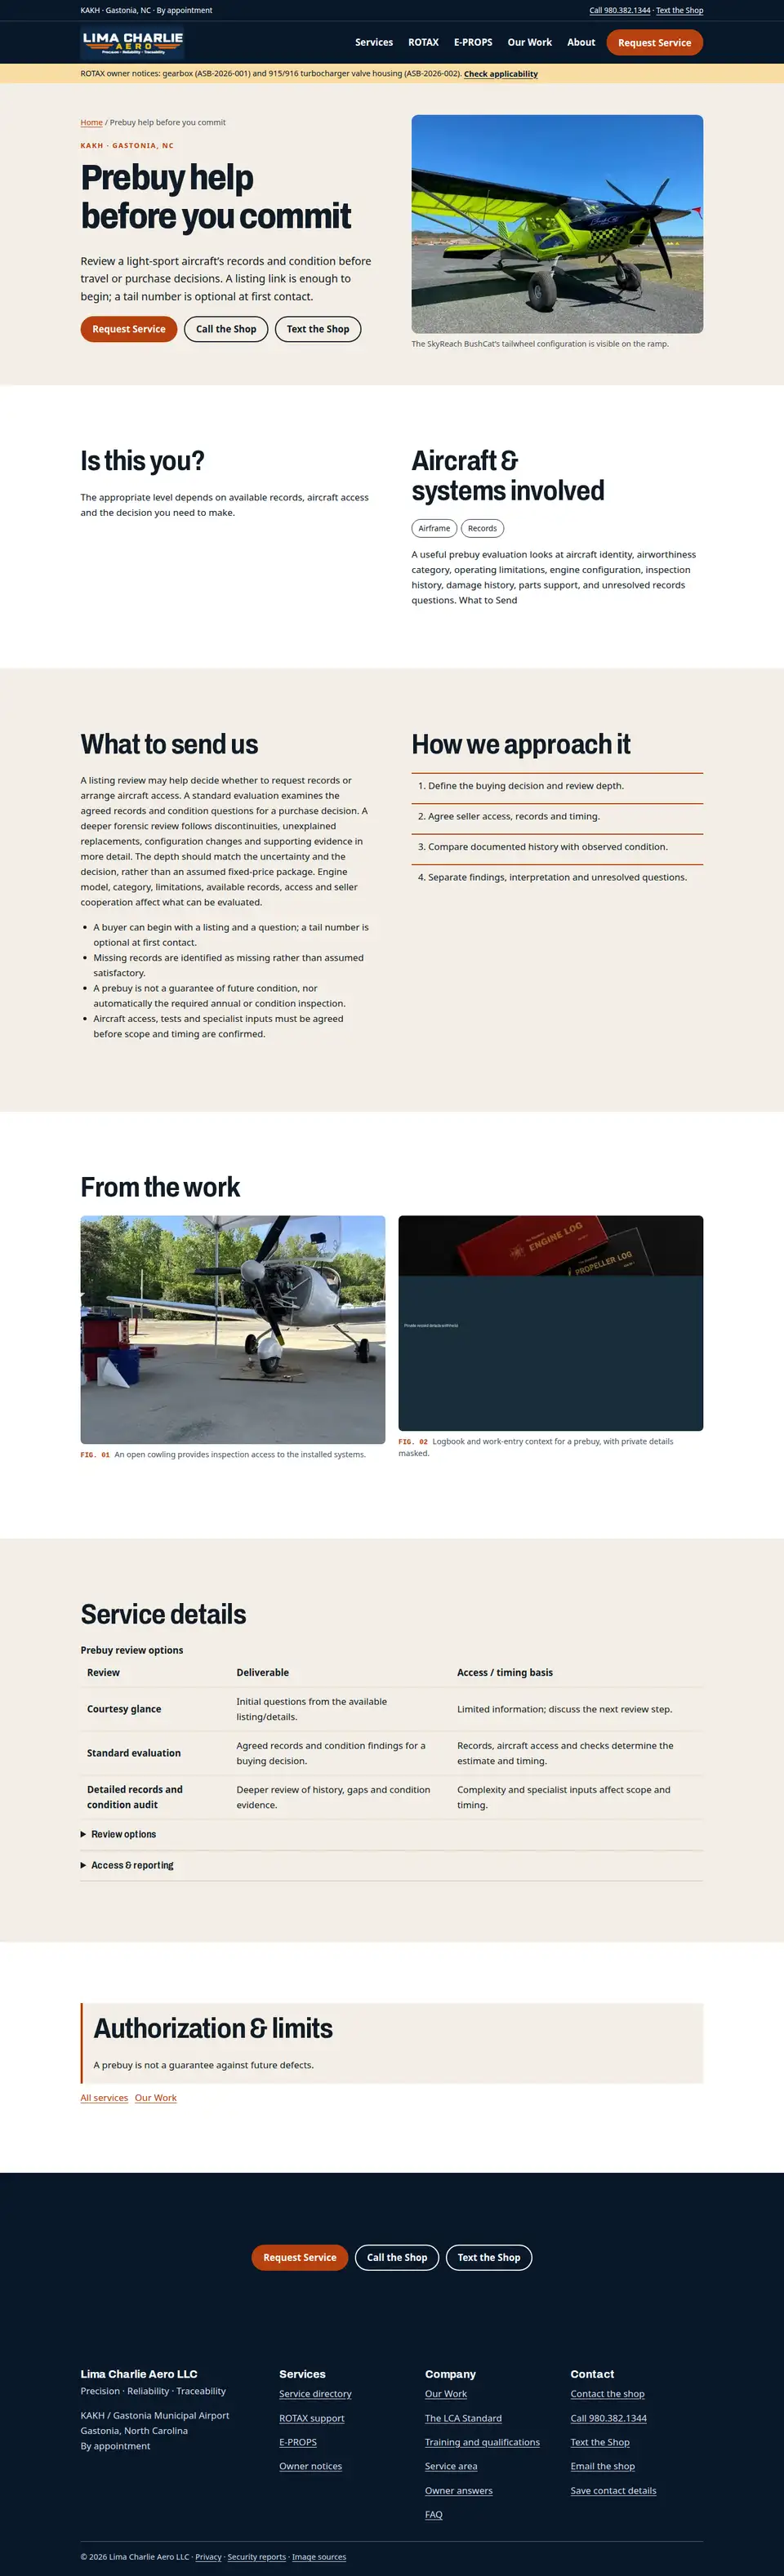 KAKH · Gastonia, NC · By appointment
Call 980.382.1344 · Text the Shop
LIMA CHARLIE
AERO
Precision · Reliability · Traceability
Services
ROTAX
E-PROPS
Our Work
About
Request Service
ROTAX owner notices: gearbox (ASB-2026-001) and 915/916 turbocharger valve housing (ASB-2026-002). Check applicability
Home / Prebuy help before you commit
KAKH · GASTONIA, NC
Prebuy help
before you commit
Review a light-sport aircraft's records and condition before
travel or purchase decisions. A listing link is enough to
begin; a tail number is optional at first contact.
Request Service
Call the Shop
Text the Shop
The SkyReach BushCat's tailwheel configuration is visible on the ramp.
Is this you?
The appropriate level depends on available records, aircraft access
and the decision you need to make.
Aircraft &
systems involved
Airframe
Records
A useful prebuy evaluation looks at aircraft identity, airworthiness
category, operating limitations, engine configuration, inspection
history, damage history, parts support, and unresolved records
questions. What to Send
What to send us
A listing review may help decide whether to request records or
arrange aircraft access. A standard evaluation examines the
agreed records and condition questions for a purchase decision. A
deeper forensic review follows discontinuities, unexplained
replacements, configuration changes and supporting evidence in
more detail. The depth should match the uncertainty and the
decision, rather than an assumed fixed-price package. Engine
model, category, limitations, available records, access and seller
cooperation affect what can be evaluated.
• A buyer can begin with a listing and a question; a tail number is
optional at first contact.
• Missing records are identified as missing rather than assumed
satisfactory.
• A prebuy is not a guarantee of future condition, nor
automatically the required annual or condition inspection.
• Aircraft access, tests and specialist inputs must be agreed
before scope and timing are confirmed.
How we approach it
1. Define the buying decision and review depth.
2. Agree seller access, records and timing.
3. Compare documented history with observed condition.
4. Separate findings, interpretation and unresolved questions.
From the work
FIG. 01 An open cowling provides inspection access to the installed systems.
ENGINE LOG
PROPELLER LOG
Private record details withheld
FIG. 02 Logbook and work-entry context for a prebuy, with private details
masked.
Service details
Prebuy review options
Review
Deliverable
Access / timing basis
Courtesy glance
Initial questions from the available
listing/details.
Limited information; discuss the next review step.
Standard evaluation
Agreed records and condition findings for a
buying decision.
Records, aircraft access and checks determine the
estimate and timing.
Detailed records and
condition audit
Deeper review of history, gaps and condition
evidence.
Complexity and specialist inputs affect scope and
timing.
Review options
Access & reporting
Authorization & limits
A prebuy is not a guarantee against future defects.
All services
Our Work
Request Service
Call the Shop
Text the Shop
Lima Charlie Aero LLC
Precision · Reliability · Traceability
KAKH / Gastonia Municipal Airport
Gastonia, North Carolina
By appointment
Services
Service directory
ROTAX support
E-PROPS
Owner notices
Company
Our Work
The LCA Standard
Training and qualifications
Service area
Owner answers
FAQ
Contact
Contact the shop
Call 980.382.1344
Text the Shop
Email the shop
Save contact details
© 2026 Lima Charlie Aero LLC · Privacy · Security reports · Image sources